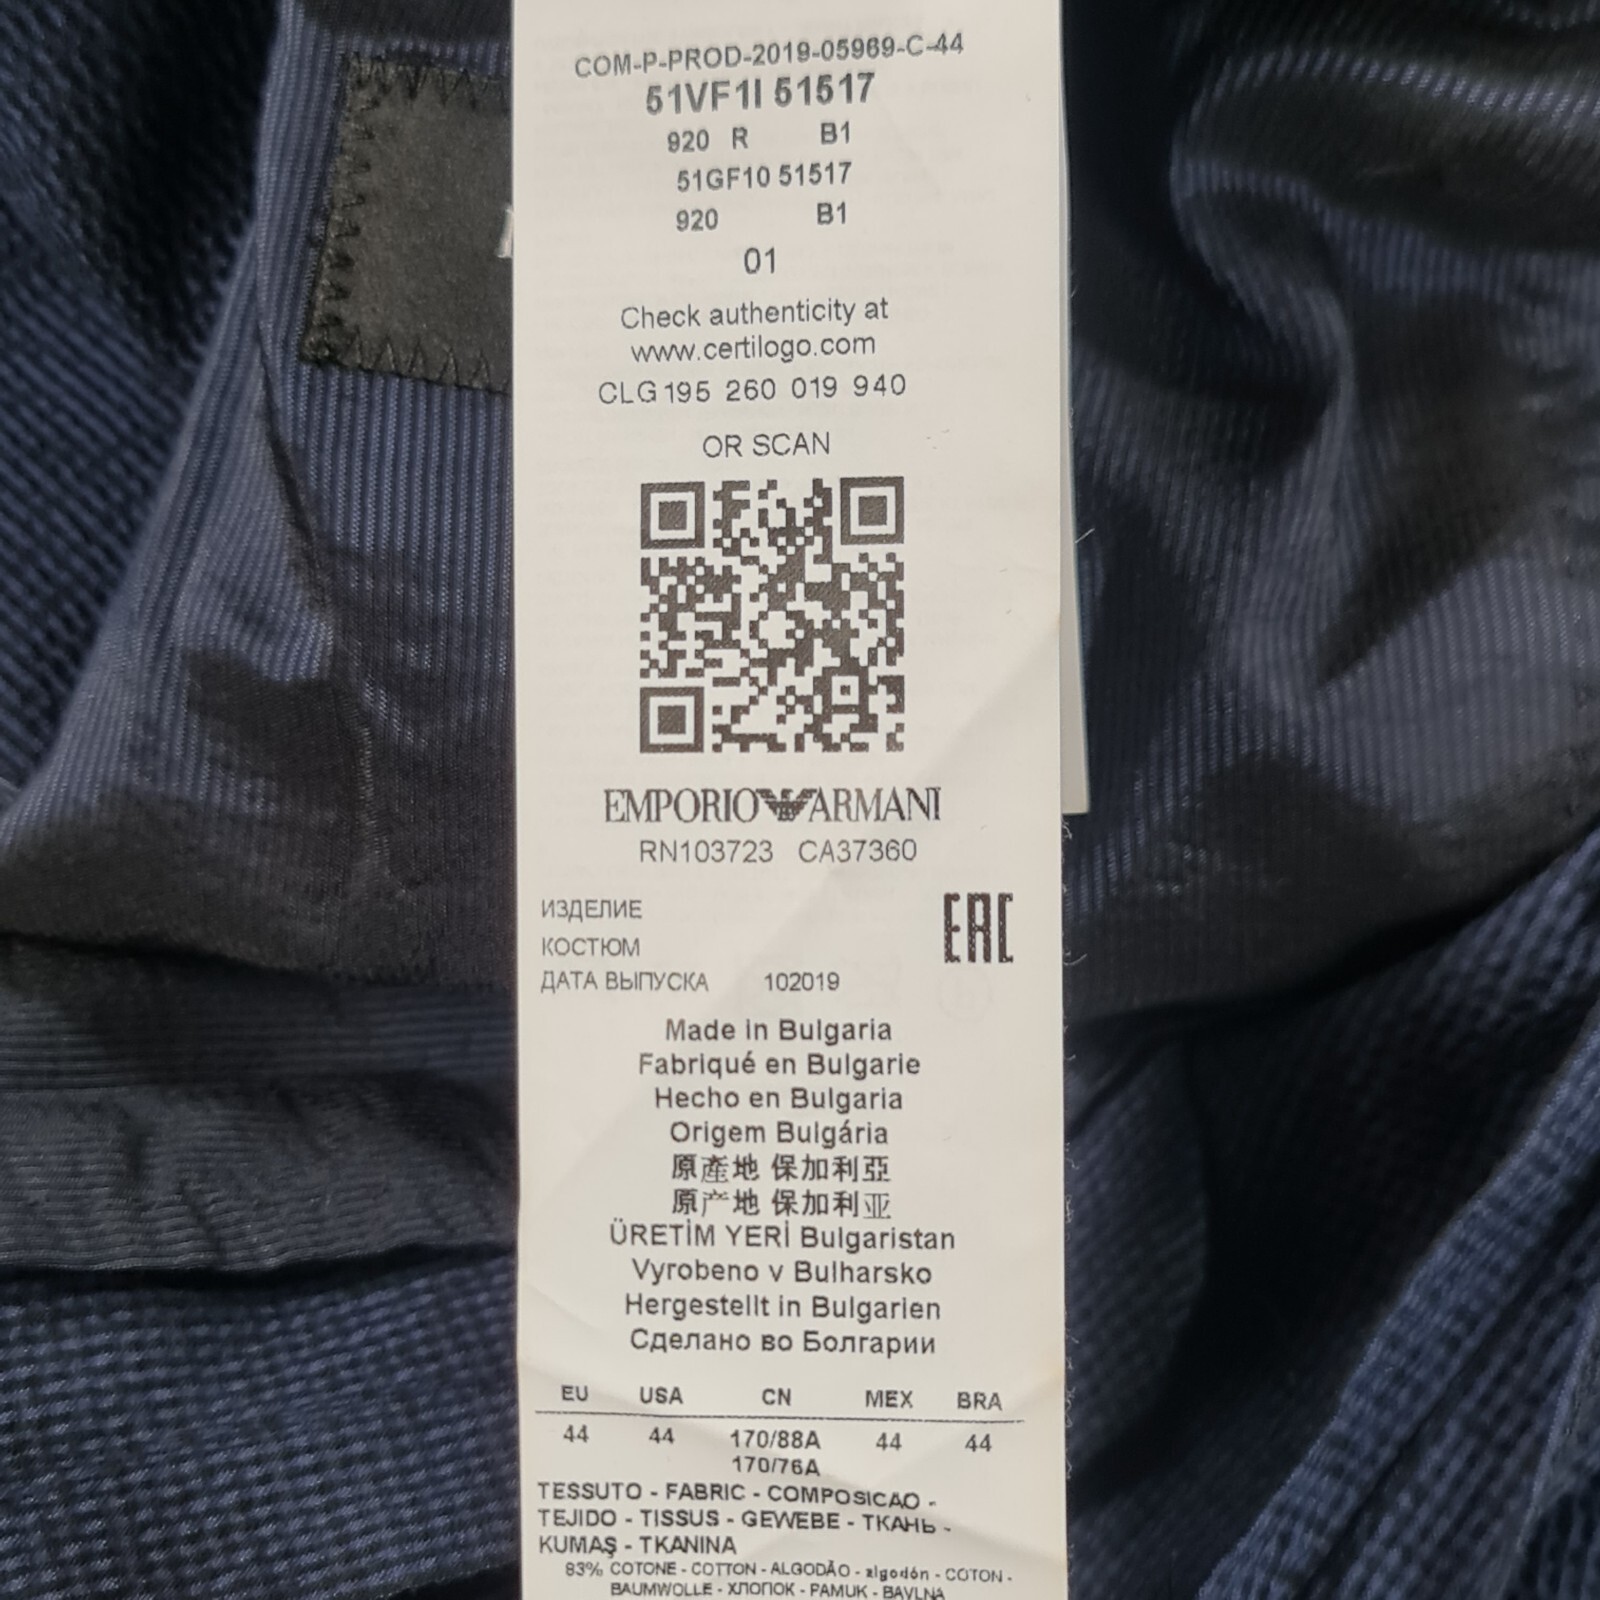 COM-P-PROD-2019-05969-C-44
51VF1I 51517
920 R B1
51GF10 51517
920 B1
01
Check authenticity at
www.certilogo.com
CLG 195 260 019 940
OR SCAN
EMPORIO ARMANI
RN103723 CA37360
ИЗДЕЛИЕ
EAC
КОСТЮМ
ДАТА ВЫПУСКА 102019
Made in Bulgaria
Fabriqué en Bulgarie
Hecho en Bulgaria
Origem Bulgária
原產地 保加利亞
原产地 保加利亚
ÜRETİM YERİ Bulgaristan
Vyrobeno v Bulharsko
Hergestellt in Bulgarien
Сделано во Болгарии
EU USA CN MEX BRA
44 44 170/88A 44 44
170/76A
TESSUTO - FABRIC - COMPOSICAO -
TEJIDO - TISSUS - GEWEBE - ТКАНЬ -
KUMAŞ - TKANINA
83% COTONE - COTTON - ALGODÃO - algodón - COTON -
BAUMWOLLE - ХЛОПОК - PAMUK - BAVLNA